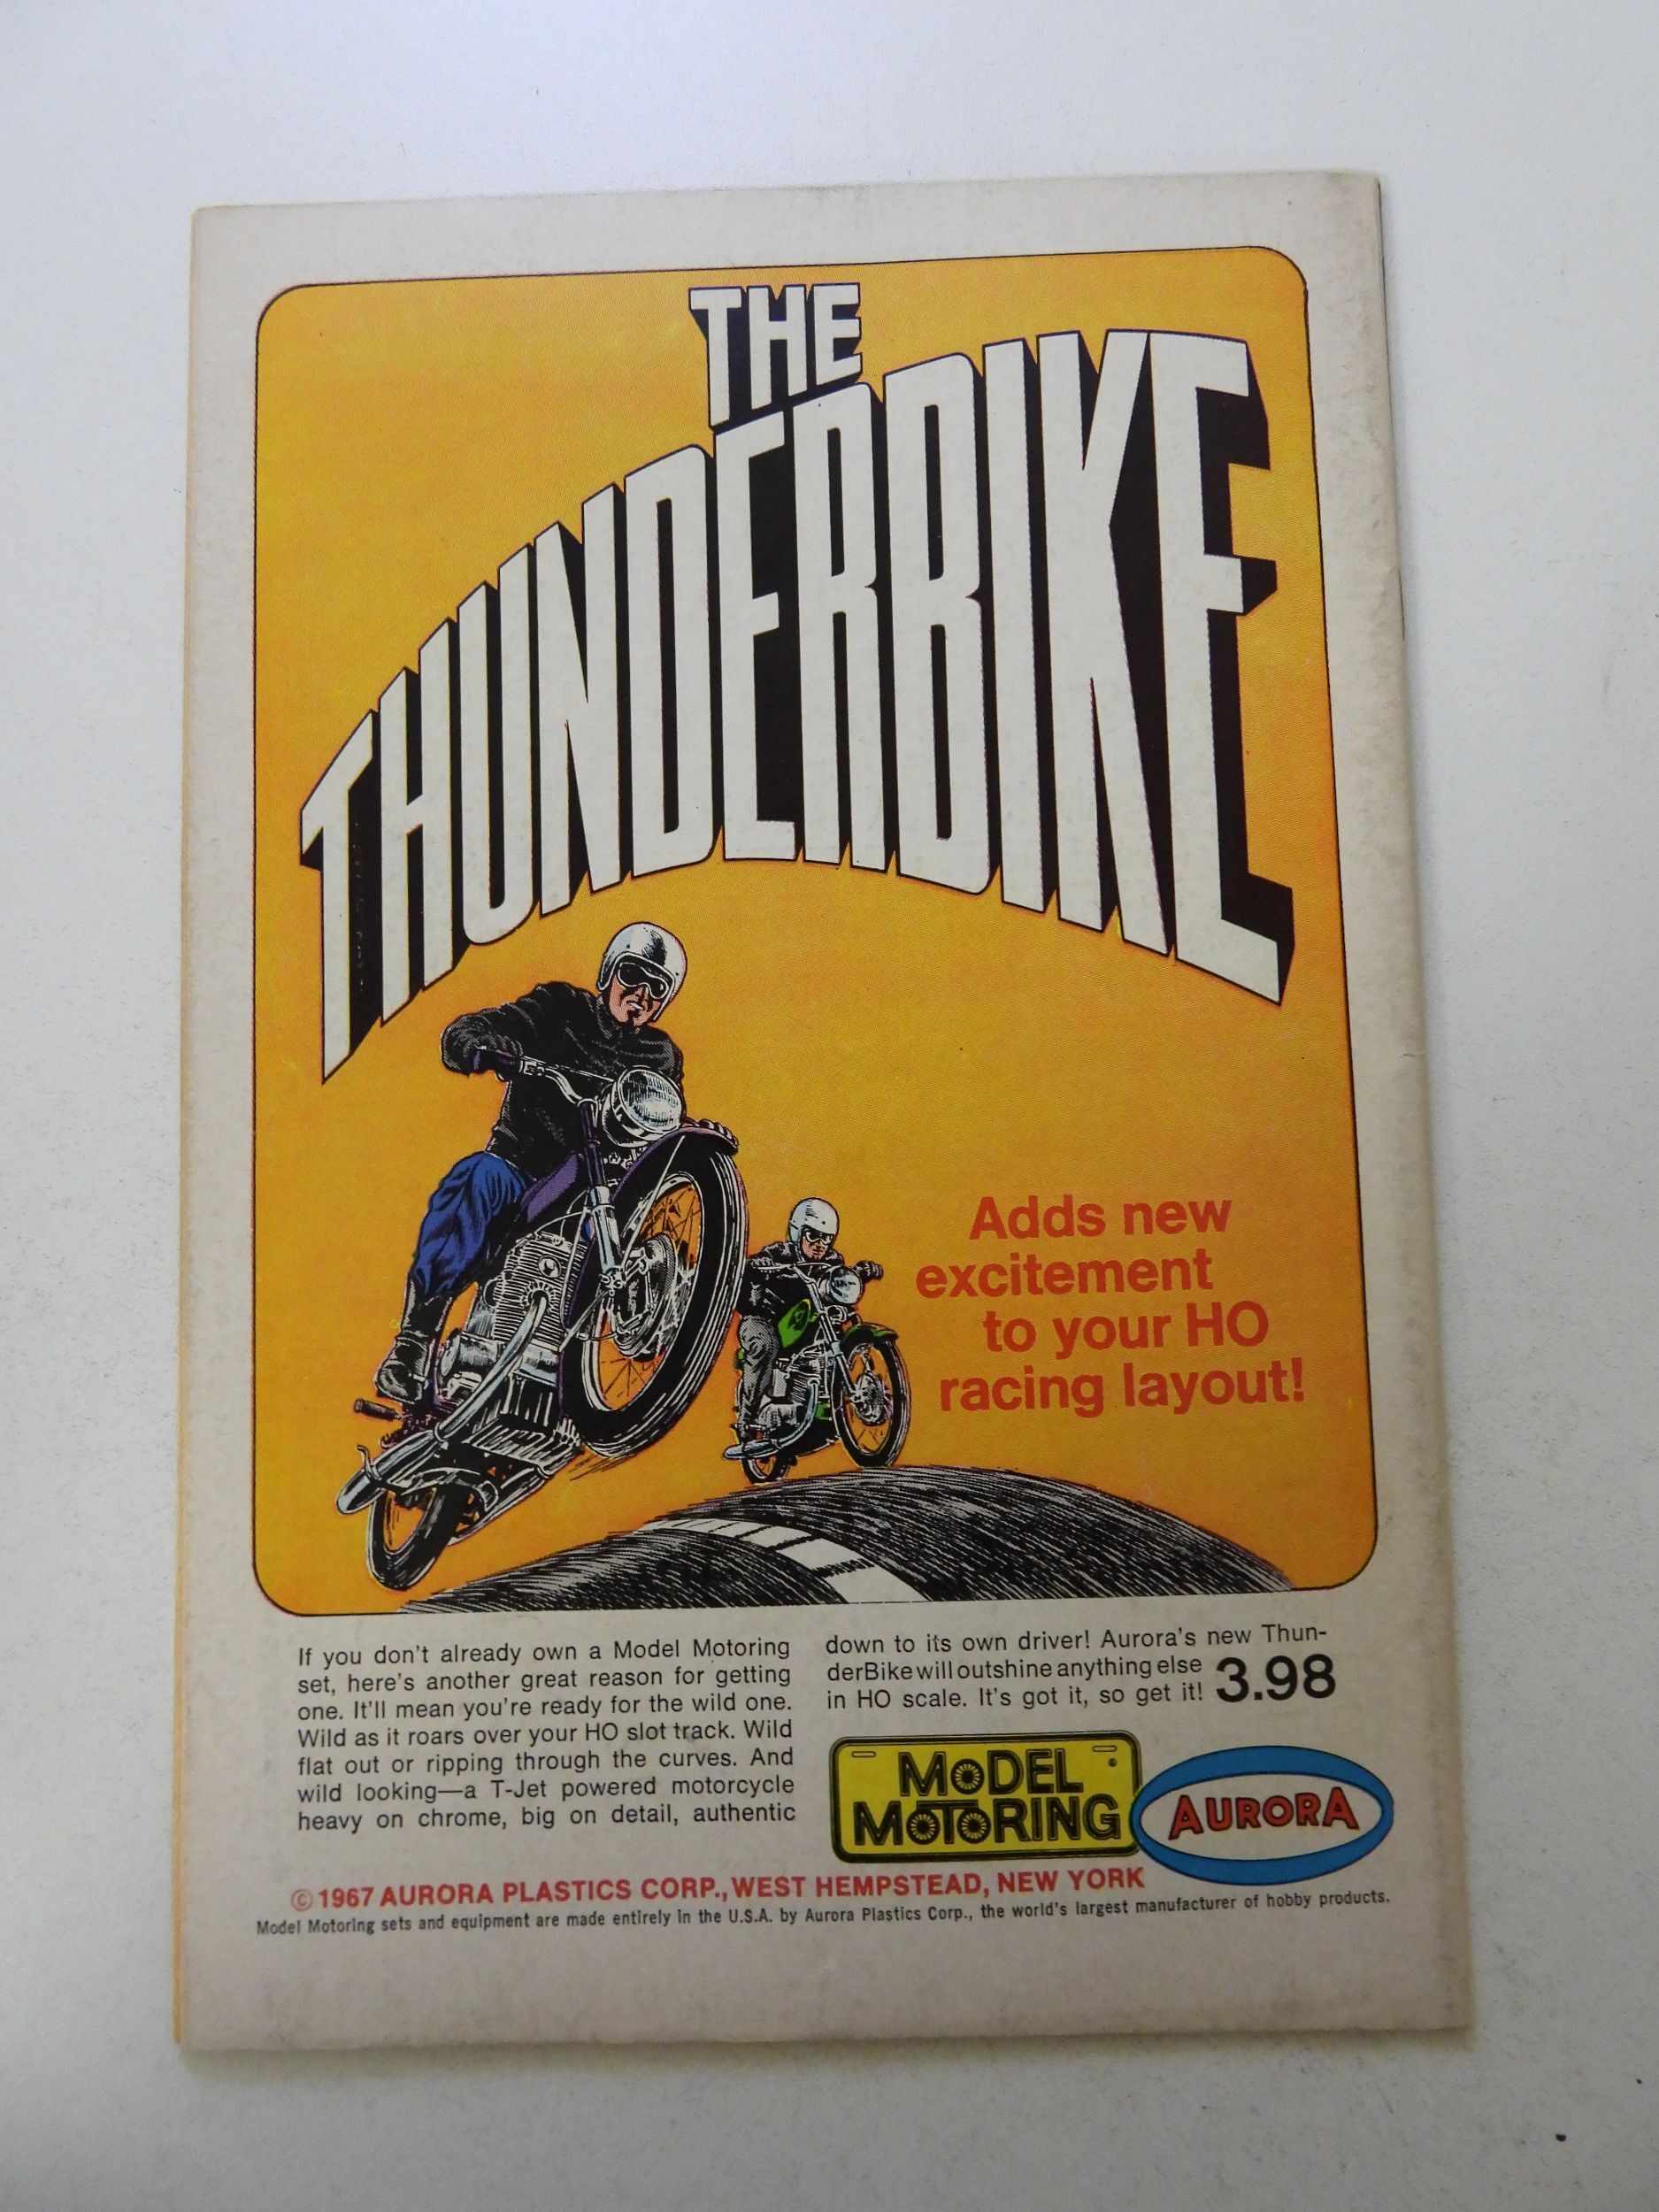 THE
THUNDERBIKE
Adds new
excitement
to your HO
racing layout!
If you don't already own a Model Motoring
set, here's another great reason for getting
one. It'll mean you're ready for the wild one.
Wild as it roars over your HO slot track. Wild
flat out or ripping through the curves. And
wild looking—a T-Jet powered motorcycle
heavy on chrome, big on detail, authentic
down to its own driver! Aurora's new Thun-
derBike will outshine anything else
in HO scale. It's got it, so get it! 3.98
MODEL
MOTORING
AURORA
© 1967 AURORA PLASTICS CORP., WEST HEMPSTEAD, NEW YORK
Model Motoring sets and equipment are made entirely in the U.S.A. by Aurora Plastics Corp., the world's largest manufacturer of hobby products.